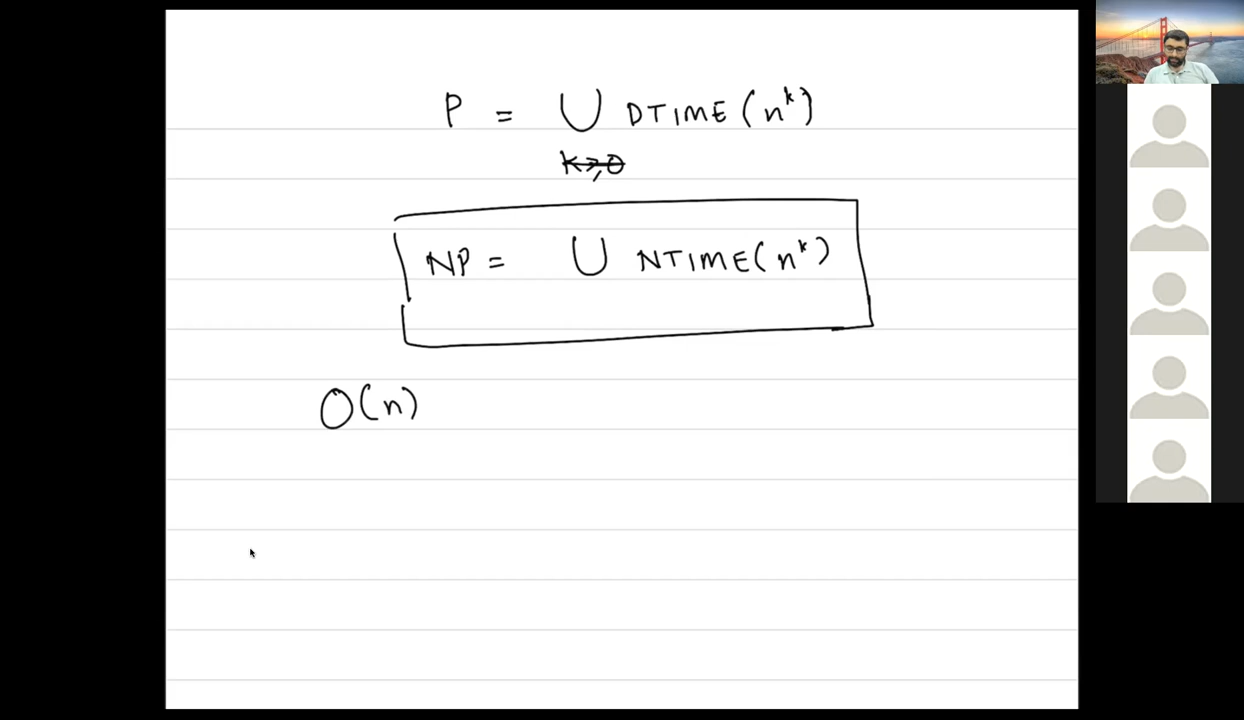 P = ∪ DTIME(n^k)
k≥0
NP = ∪ NTIME(n^k)
O(n)